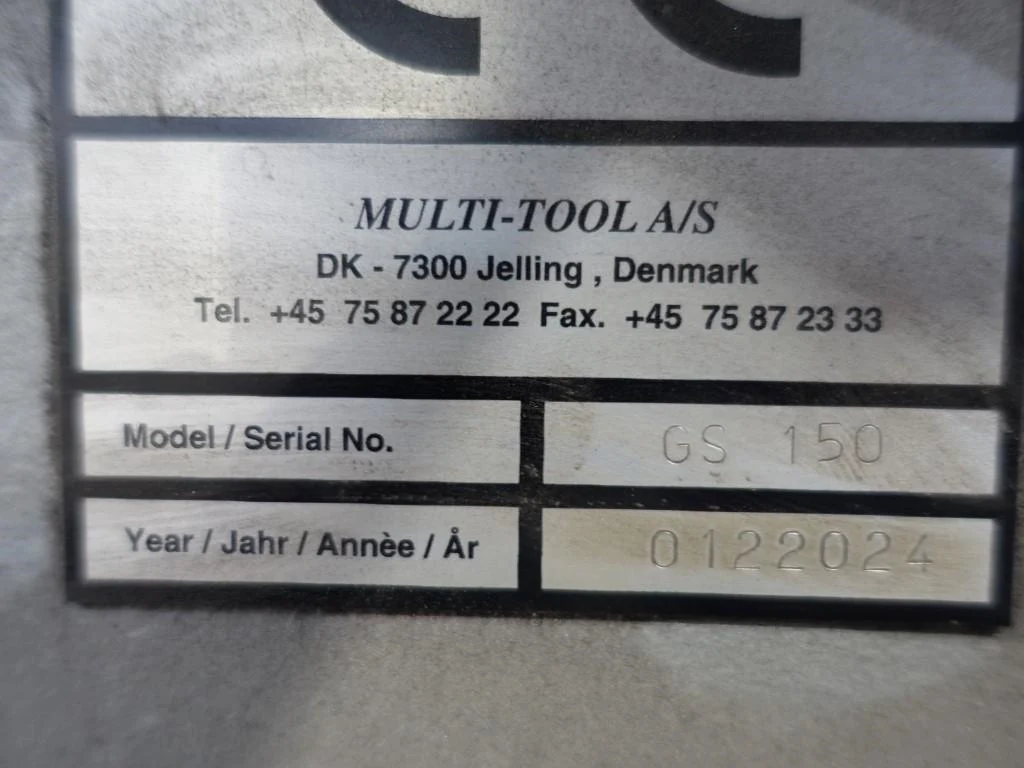 CE
MULTI-TOOL A/S
DK - 7300 Jelling , Denmark
Tel. +45 75 87 22 22 Fax. +45 75 87 23 33
Model / Serial No. GS 150
Year / Jahr / Annèe / År 0122024